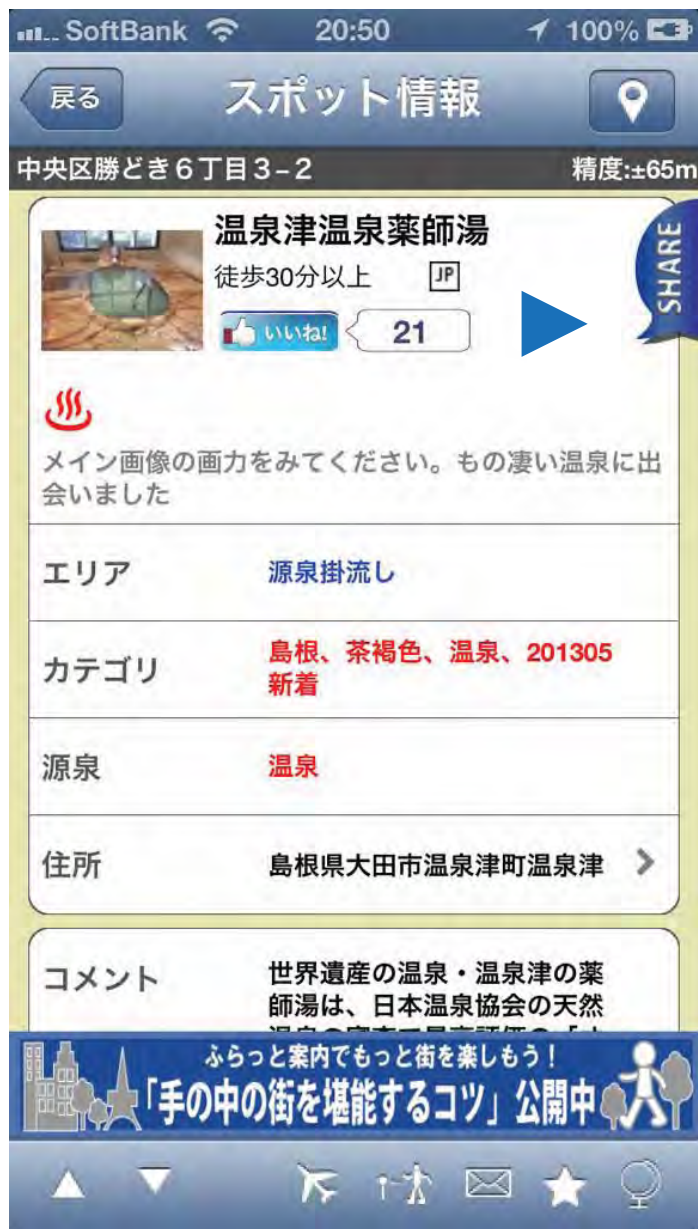 SoftBank 20:50 100%
戻る スポット情報
中央区勝どき6丁目3-2 精度:±65m
温泉津温泉薬師湯
徒歩30分以上 JP
SHARE
いいね! 21
メイン画像の画力をみてください。もの凄い温泉に出
会いました
エリア 源泉掛流し
カテゴリ 島根、茶褐色、温泉、201305
新着
源泉 温泉
住所 島根県大田市温泉津町温泉津
コメント 世界遺産の温泉・温泉津の薬
師湯は、日本温泉協会の天然
ふらっと案内でもっと街を楽しもう!
「手の中の街を堪能するコツ」公開中